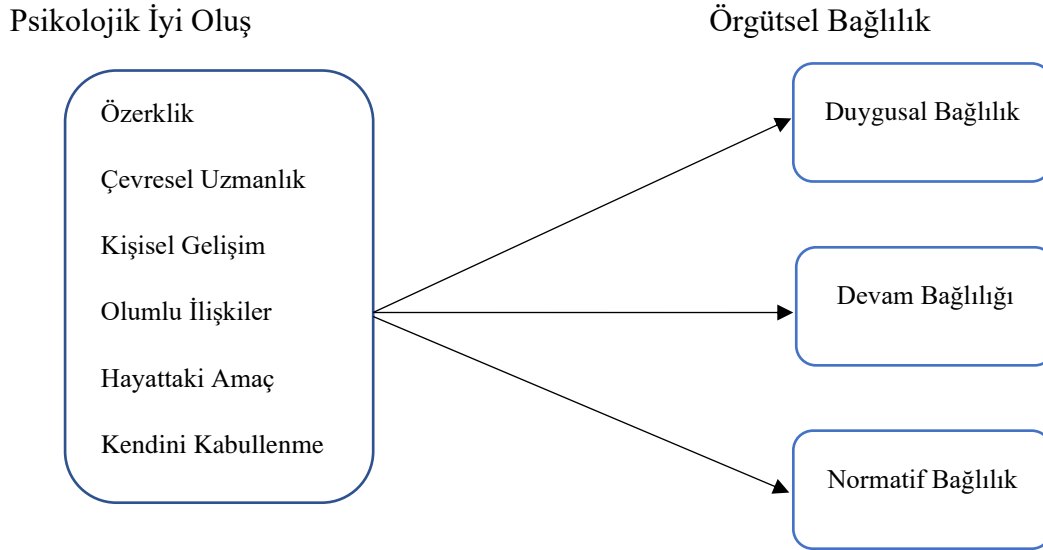 Psikolojik İyi Oluş
Örgütsel Bağlılık
Özerklik
Çevresel Uzmanlık
Kişisel Gelişim
Olumlu İlişkiler
Hayattaki Amaç
Kendini Kabullenme
Duygusal Bağlılık
Devam Bağlılığı
Normatif Bağlılık